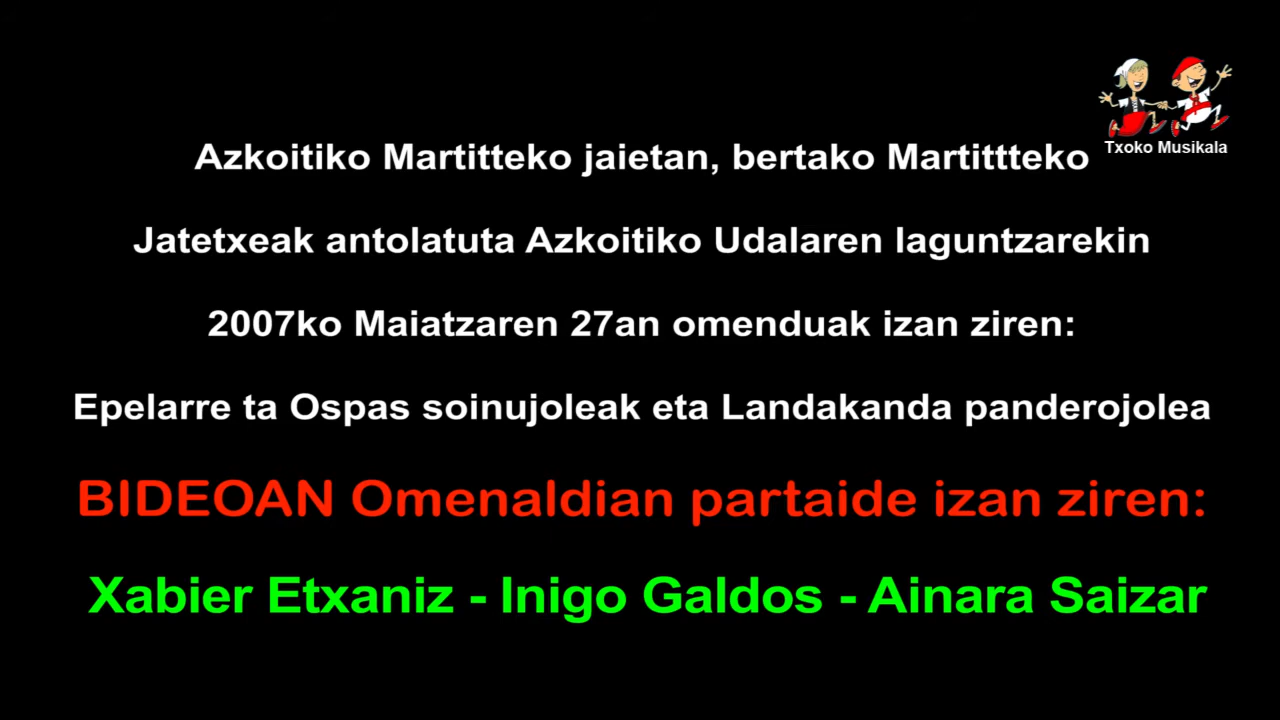 Txoko Musikala
Azkoitiko Martitteko jaietan, bertako Martittteko
Jatetxeak antolatuta Azkoitiko Udalaren laguntzarekin
2007ko Maiatzaren 27an omenduak izan ziren:
Epelarre ta Ospas soinujoleak eta Landakanda panderojolea
BIDEOAN Omenaldian partaide izan ziren:
Xabier Etxaniz - Inigo Galdos - Ainara Saizar